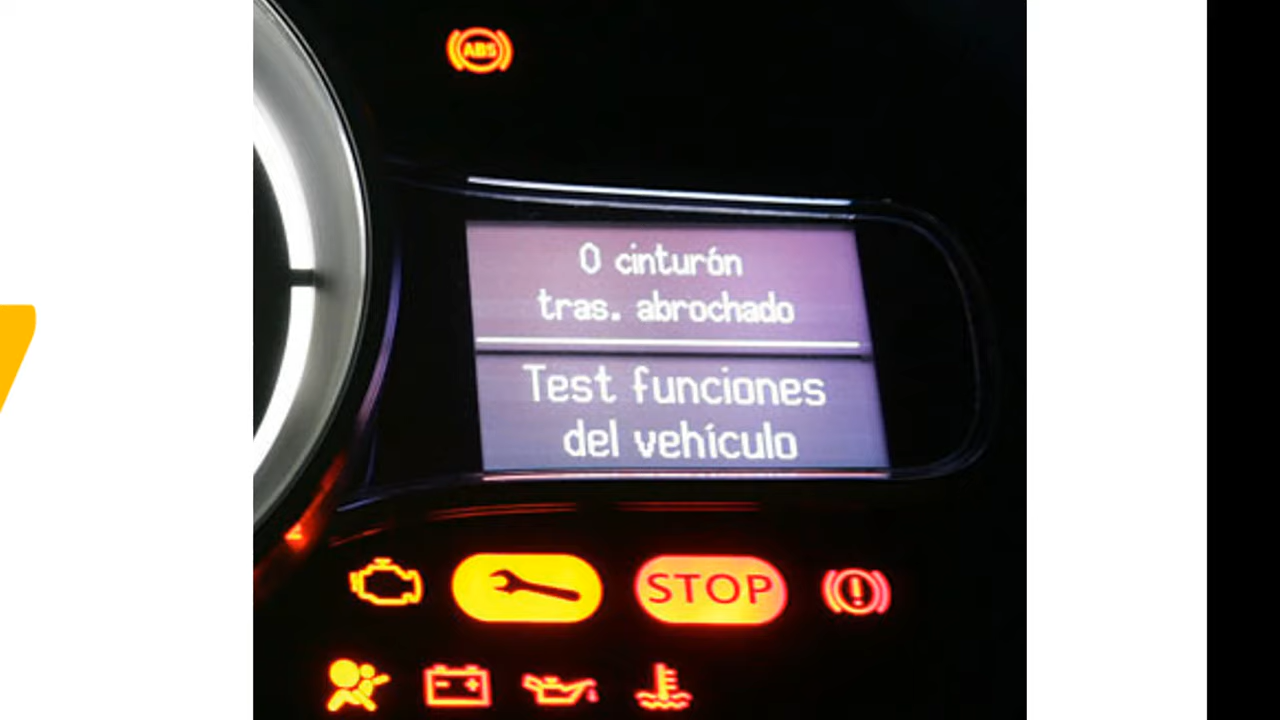 ABS
0 cinturón
tras. abrochado
Test funciones
del vehículo
STOP